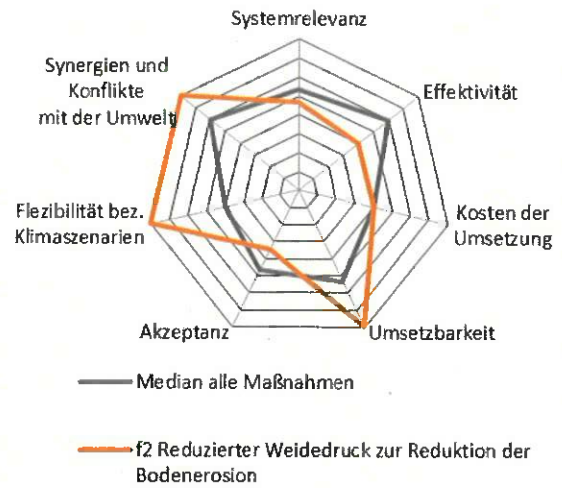 Systemrelevanz
Synergien und
Konflikte
mit der Umwelt
Effektivität
Flezibilität bez.
Klimaszenarien
Kosten der
Umsetzung
Akzeptanz
Umsetzbarkeit
Median alle Maßnahmen
f2 Reduzierter Weidedruck zur Reduktion der
Bodenerosion